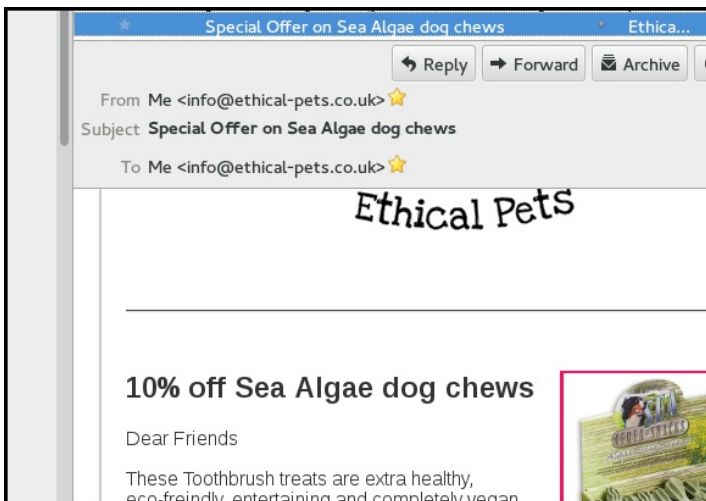 Special Offer on Sea Algae dog chews Ethica...
Reply Forward Archive
From Me <info@ethical-pets.co.uk>
Subject Special Offer on Sea Algae dog chews
To Me <info@ethical-pets.co.uk>
Ethical Pets
10% off Sea Algae dog chews
Dear Friends
These Toothbrush treats are extra healthy,
eco-freindly, entertaining and completely vegan